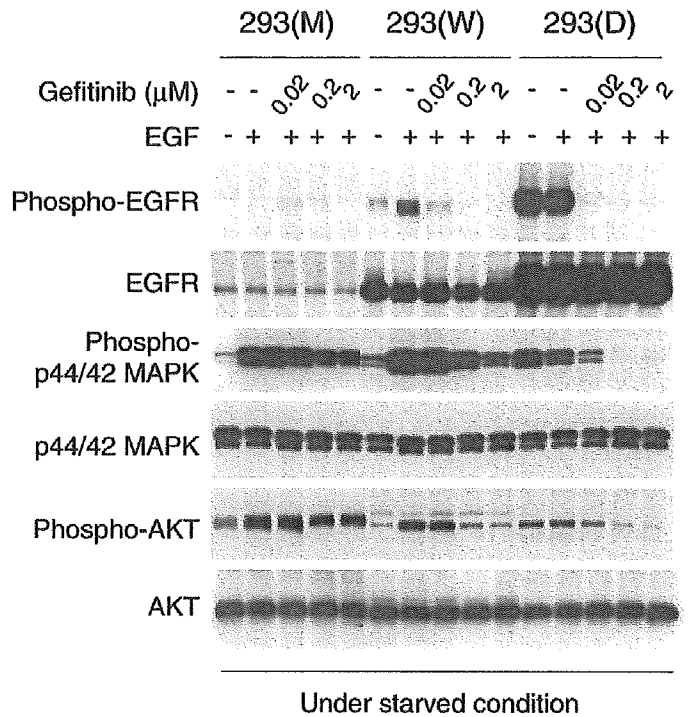 293(M) 293(W) 293(D)
Gefitinib (µM) - - 0.02 0.2 2 - - 0.02 0.2 2 - - 0.02 0.2 2
EGF - + + + + - + + + + - + + + +
Phospho-EGFR
EGFR
Phospho-
p44/42 MAPK
p44/42 MAPK
Phospho-AKT
AKT
Under starved condition